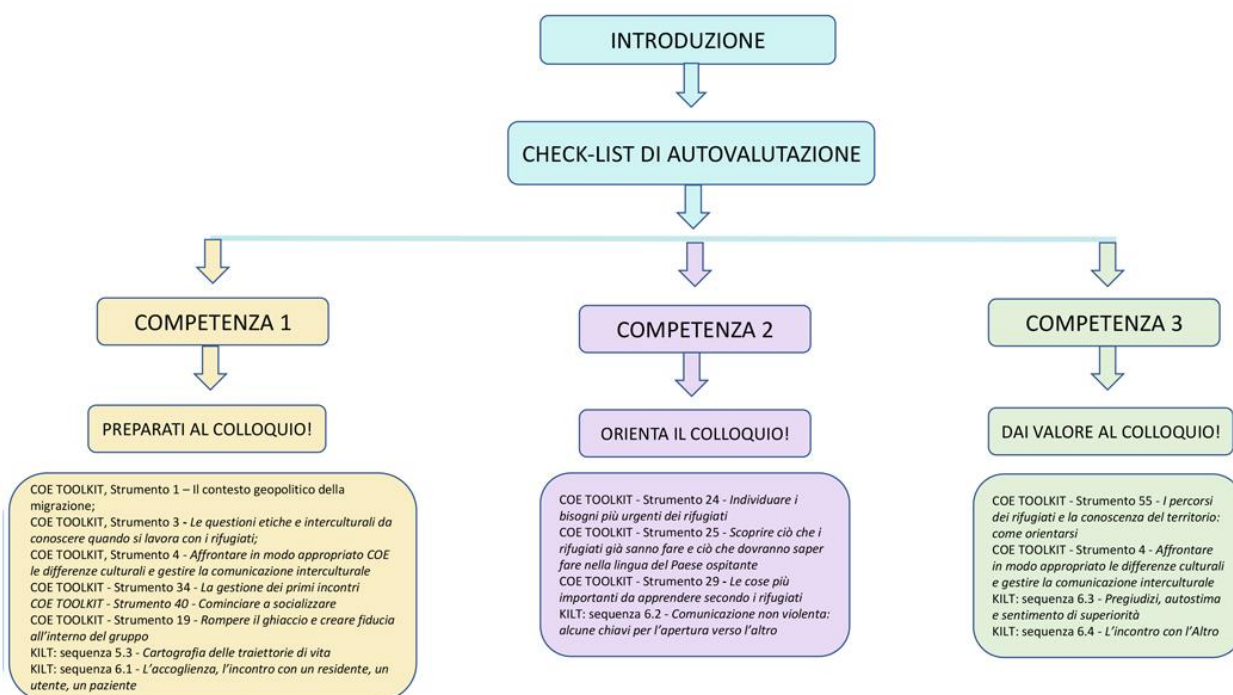 INTRODUZIONE
CHECK-LIST DI AUTOVALUTAZIONE
COMPETENZA 1
PREPARATI AL COLLOQUIO!
COE TOOLKIT, Strumento 1 – Il contesto geopolitico della
migrazione;
COE TOOLKIT, Strumento 3 - Le questioni etiche e interculturali da
conoscere quando si lavora con i rifugiati;
COE TOOLKIT, Strumento 4 - Affrontare in modo appropriato COE
le differenze culturali e gestire la comunicazione interculturale
COE TOOLKIT - Strumento 34 - La gestione dei primi incontri
COE TOOLKIT - Strumento 40 - Cominciare a socializzare
COE TOOLKIT - Strumento 19 - Rompere il ghiaccio e creare fiducia
all'interno del gruppo
KILT: sequenza 5.3 - Cartografia delle traiettorie di vita
KILT: sequenza 6.1 - L'accoglienza, l'incontro con un residente, un
utente, un paziente
COMPETENZA 2
ORIENTA IL COLLOQUIO!
COE TOOLKIT - Strumento 24 - Individuare i
bisogni più urgenti dei rifugiati
COE TOOLKIT - Strumento 25 - Scoprire ciò che i
rifugiati già sanno fare e ciò che dovranno saper
fare nella lingua del Paese ospitante
COE TOOLKIT - Strumento 29 - Le cose più
importanti da apprendere secondo i rifugiati
KILT: sequenza 6.2 - Comunicazione non violenta:
alcune chiavi per l'apertura verso l'altro
COMPETENZA 3
DAI VALORE AL COLLOQUIO!
COE TOOLKIT - Strumento 55 - I percorsi
dei rifugiati e la conoscenza del territorio:
come orientarsi
COE TOOLKIT - Strumento 4 - Affrontare
in modo appropriato le differenze culturali
e gestire la comunicazione interculturale
KILT: sequenza 6.3 - Pregiudizi, autostima
e sentimento di superiorità
KILT: sequenza 6.4 - L'incontro con l'Altro